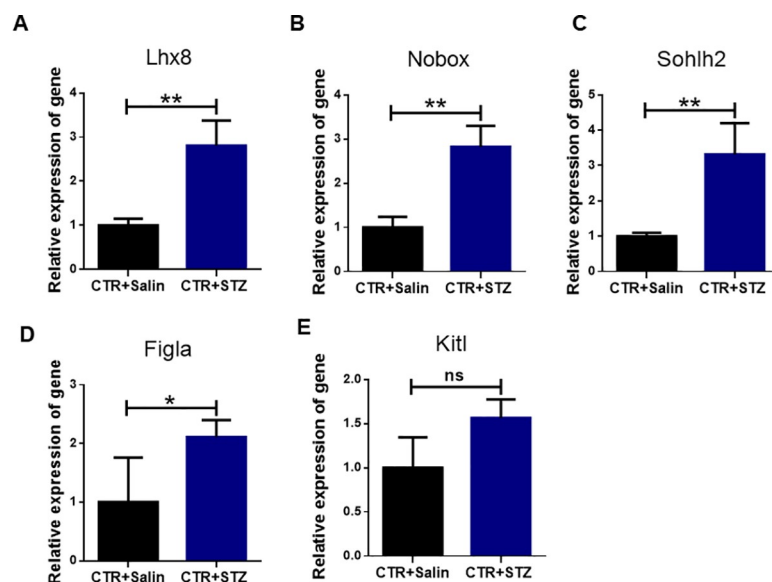 A
Lhx8
Relative expression of gene
4
3
2
1
0
**
CTR+Salin CTR+STZ
B
Nobox
Relative expression of gene
4
3
2
1
0
**
CTR+Salin CTR+STZ
C
Sohlh2
Relative expression of gene
5
4
3
2
1
0
**
CTR+Salin CTR+STZ
D
Figla
Relative expression of gene
3
2
1
0
*
CTR+Salin CTR+STZ
E
Kitl
Relative expression of gene
2.0
1.5
1.0
0.5
0.0
ns
CTR+Salin CTR+STZ